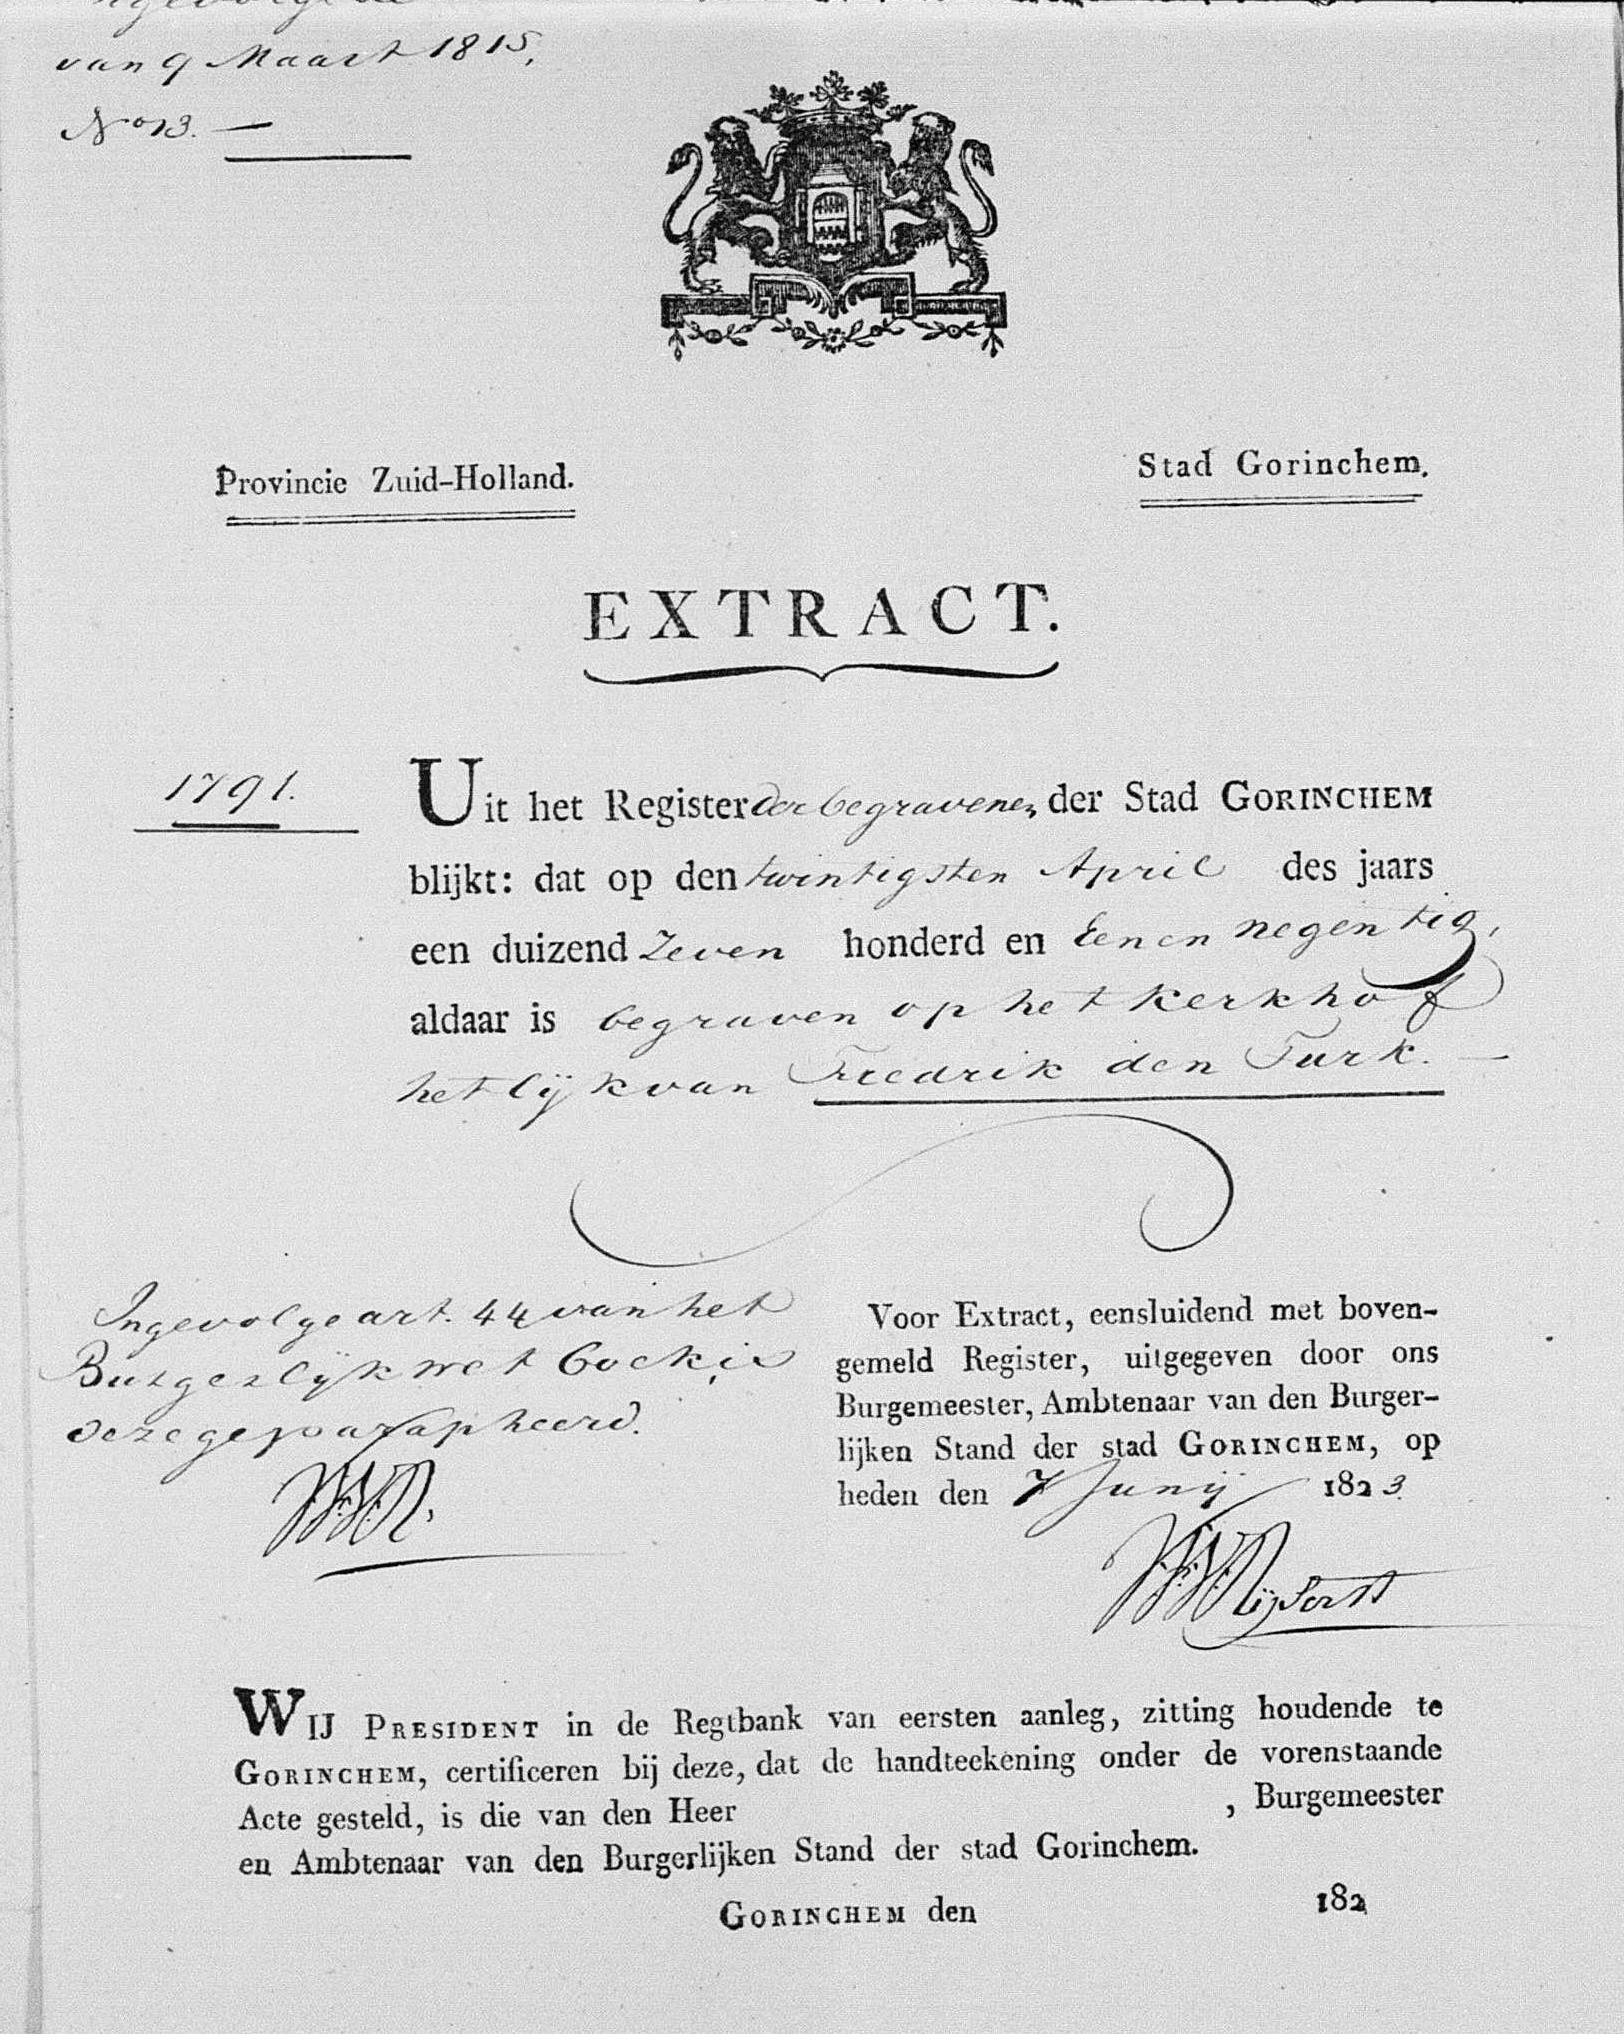 van 9 Maart 1815,
No 13. —
Provincie Zuid-Holland.
Stad Gorinchem.
EXTRACT.
1791.
Uit het Register der begravenen der Stad GORINCHEM
blijkt: dat op den twintigsten April des jaars
een duizend Zeven honderd en Een en negentig,
aldaar is begraven op het kerkhof
het lijk van Fredrik den Turk. —
Ingevolge art. 44 van het
Burgerlijk wet boek, is
deze geparapheerd.
Voor Extract, eensluidend met boven-
gemeld Register, uitgegeven door ons
Burgemeester, Ambtenaar van den Burger-
lijken Stand der stad GORINCHEM, op
heden den 7 Junij 1823.
WIJ PRESIDENT in de Regtbank van eersten aanleg, zitting houdende te
GORINCHEM, certificeren bij deze, dat de handteekening onder de vorenstaande
Acte gesteld, is die van den Heer , Burgemeester
en Ambtenaar van den Burgerlijken Stand der stad Gorinchem.
GORINCHEM den 182